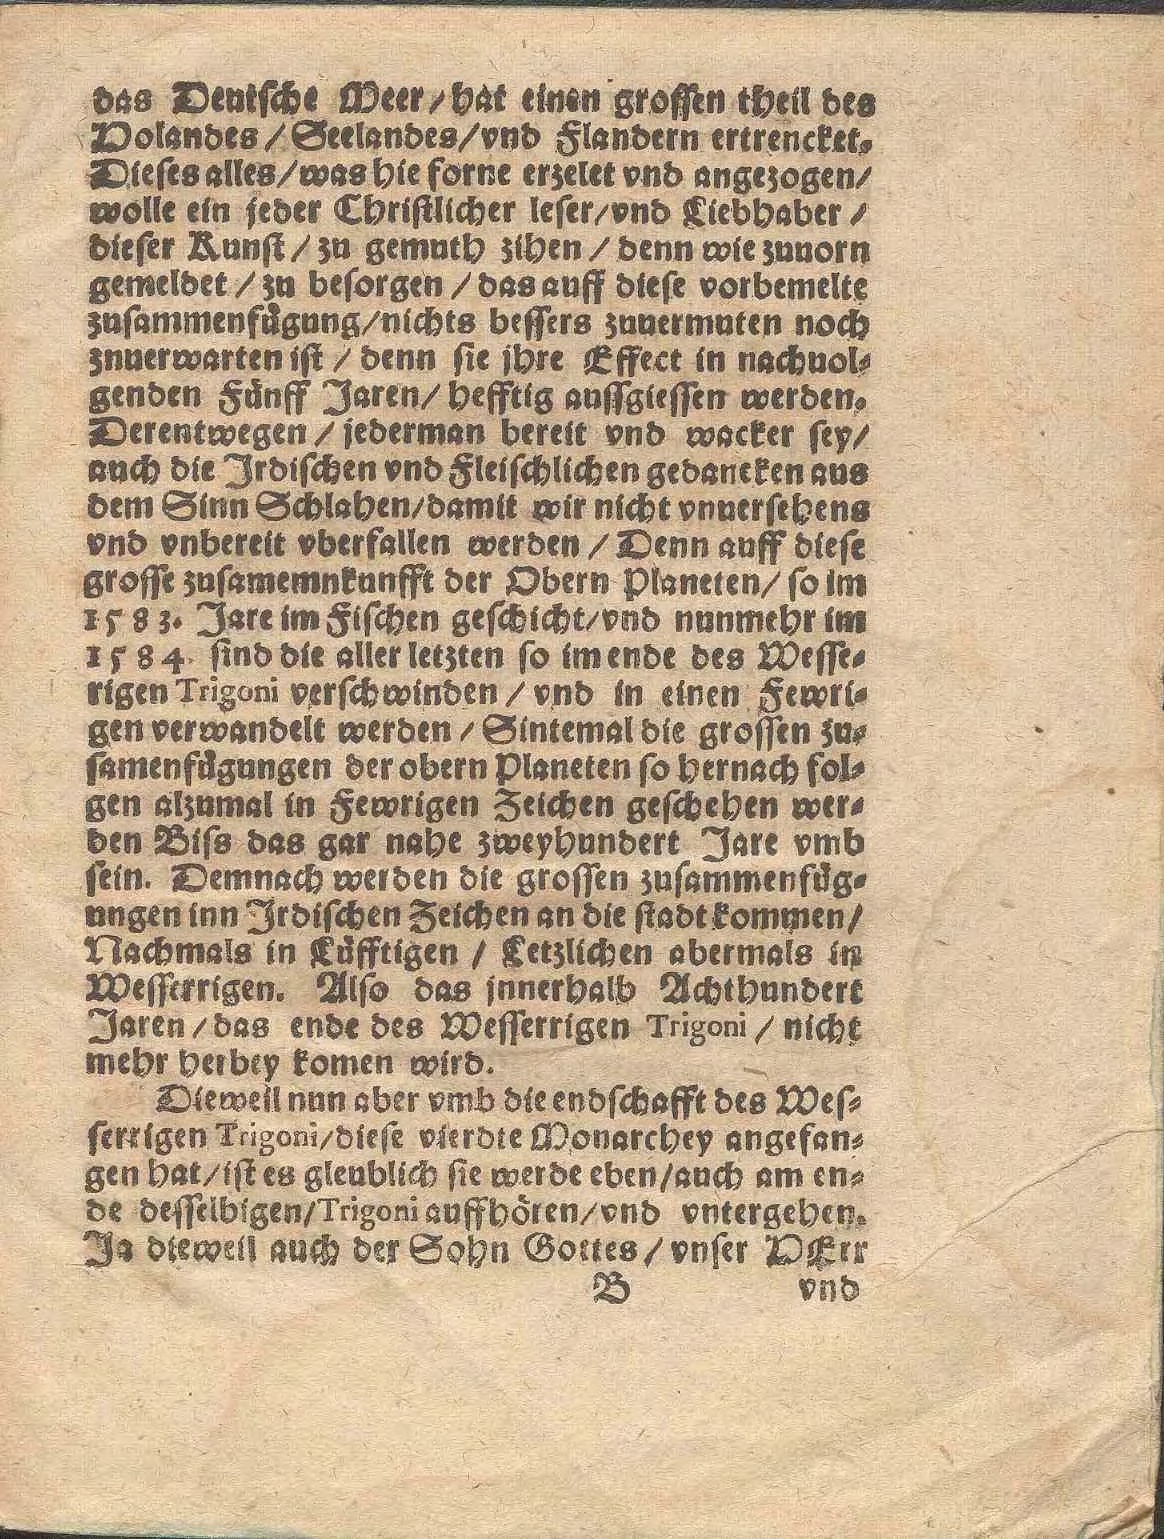 das Deutsche Meer/hat einen grossen theil des
Holandes/Seelandes/vnd Flandern ertrencket.
Dieses alles/was hie forne erzelet vnd angezogen/
wolle ein jeder Christlicher leser/vnd Liebhaber/
dieser Kunst/zu gemuth zihen/denn wie zuuorn
gemeldet/zu besorgen/das auff diese vorbemelte
zusammenfügung/nichts bessers zuuermuten noch
znuerwarten ist/denn sie jhre Effect in nachuol-
genden Fünff Jaren/hefftig aussgiessen werden.
Derentwegen/jederman bereit vnd wacker sey/
auch die Jrdischen vnd Fleischlichen gedancken aus
dem Sinn Schlahen/damit wir nicht vnuersehens
vnd vnbereit vberfallen werden/Denn auff diese
grosse zusamemnkunfft der Obern Planeten/so im
1583. Jare im Fischen geschicht/vnd nunmehr im
1584. sind die aller letzten so im ende des Wesse-
rigen Trigoni verschwinden/vnd in einen Fewri-
gen verwandelt werden/Sintemal die grossen zu-
samenfügungen der obern Planeten so hernach fol-
gen alzumal in Fewrigen Zeichen geschehen wer-
den Biss das gar nahe zweyhundert Jare vmb
sein. Demnach werden die grossen zusammenfüg-
ungen inn Jrdischen Zeichen an die stadt kommen/
Nachmals in Lüfftigen/Letzlichen abermals in
Wesserrigen. Also das jnnerhalb Achthundert
Jaren/das ende des Wesserrigen Trigoni/nicht
mehr herbey komen wird.
Dieweil nun aber vmb die endschafft des Wes-
serrigen Trigoni/diese vierdte Monarchey angefan-
gen hat/ist es gleublich sie werde eben/auch am en-
de desselbigen/Trigoni auffhören/vnd vntergehen.
Ja dieweil auch der Sohn Gottes/vnser HErr
B vnd